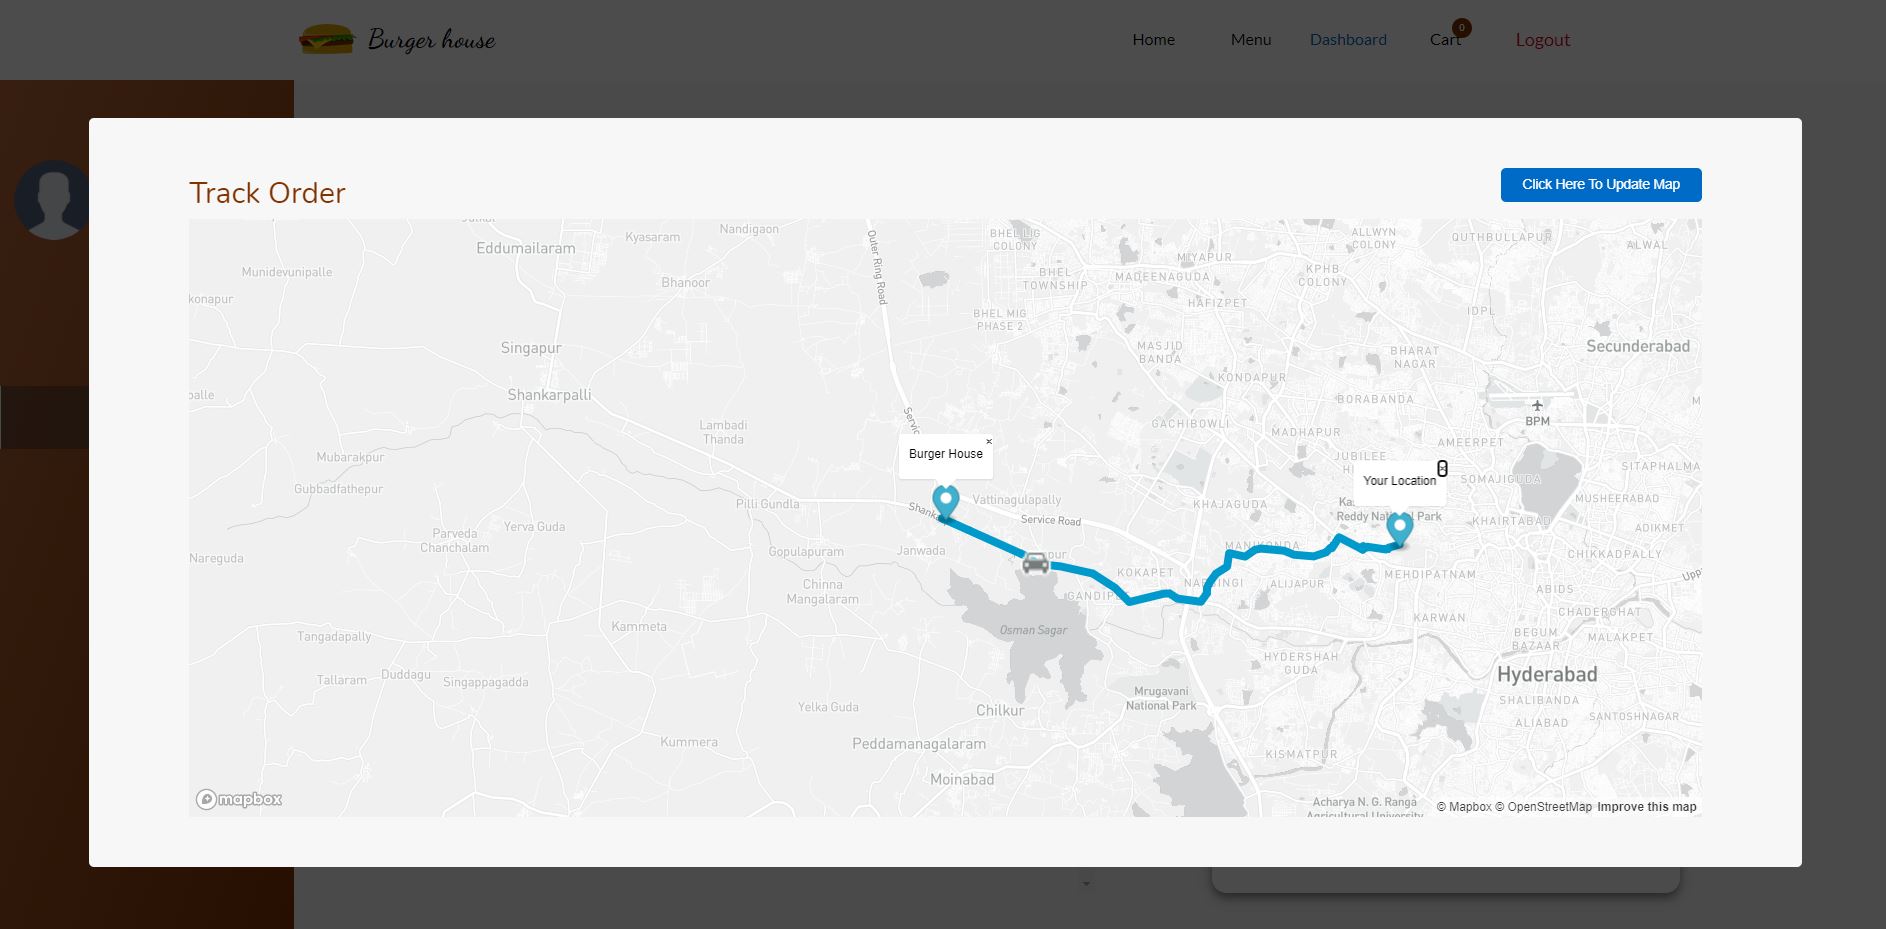 Burger house
Home
Menu
Dashboard
Cart
0
Logout
Track Order
Click Here To Update Map
Eddumailaram
Kyasaram
Nandigaon
Outer Ring Road
BHEL LIG
COLONY
ALLWYN
COLONY
QUTHBULLAPUR
ALWAL
Munidevunipalle
Bhanoor
BHEL
TOWNSHIP
MIYAPUR
MADEENAGUDA
KPHB
COLONY
konapur
HAFIZPET
IDPL
BHEL MIG
PHASE 2
Singapur
MASJID
BANDA
BHARAT
NAGAR
Secunderabad
KONDAPUR
Shankarpalli
palle
BORABANDA
BPM
Lambadi
Thanda
Servic
GACHIBOWLI
MADHAPUR
AMEERPET
Burger House
×
JUBILEE
Your Location
×
Mubarakpur
SITAPHALMA
Gubbadfathepur
SOMAJIGUDA
Pilli Gundla
Vattinagulapally
Shanka
Service Road
KHAJAGUDA
Reddy National Park
MUSHEERABAD
KHAIRTABAD
ADIKMET
Yerva Guda
Parveda
Chanchalam
Nareguda
Gopulapuram
Janwada
pur
MANIKONDA
CHIKKADPALLY
KOKAPET
NARSINGI
ALIJAPUR
MEHDIPATNAM
Upp
Chinna
Mangalaram
GANDIPET
ABIDS
CHADERGHAT
KARWAN
Kammeta
Osman Sagar
Tangadapally
BEGUM
BAZAAR
MALAKPET
HYDERSHAH
GUDA
Tallaram
Duddagu
Singappagadda
Hyderabad
Mrugavani
National Park
SHALIBANDA
Yelka Guda
Chilkur
ALIABAD
SANTOSHNAGAR
Kummera
Peddamanagalaram
KISMATPUR
Moinabad
mapbox
Acharya N. G. Ranga
Agricultural University
© Mapbox © OpenStreetMap Improve this map